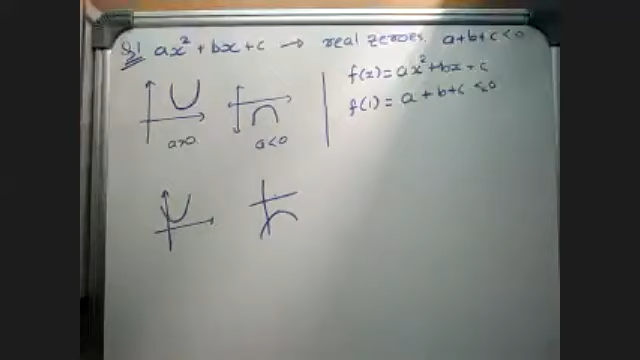 Q1 ax² + bx + c → real zeroes a+b+c < 0
f(x) = ax² + bx + c
f(1) = a + b + c < 0
a>0
a<0